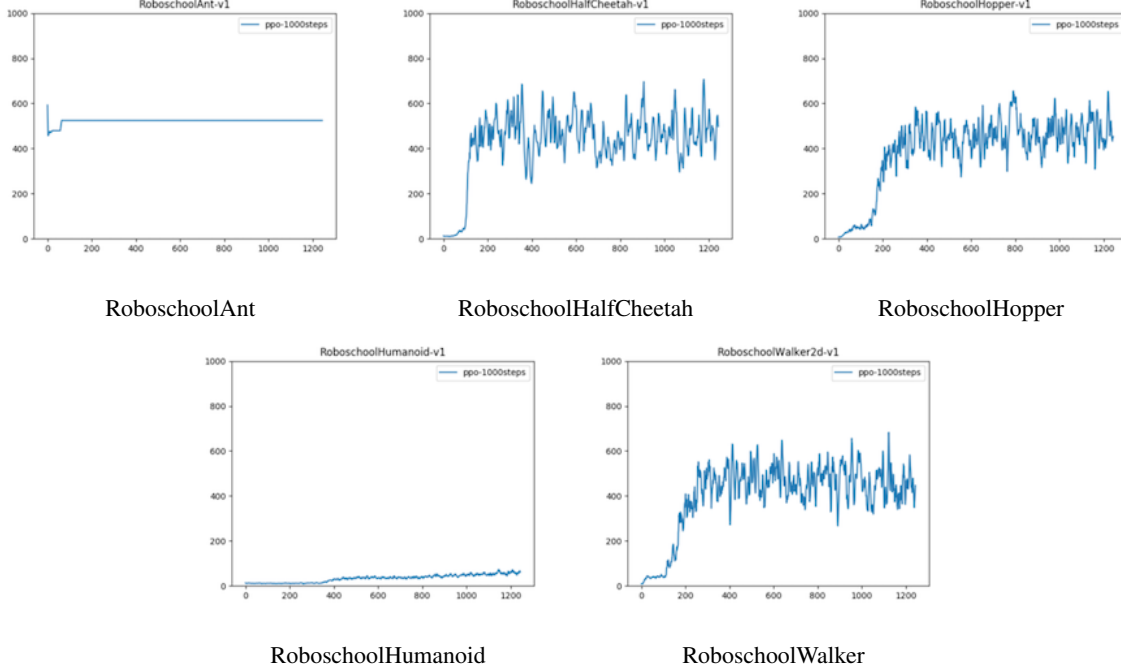 RoboschoolAnt-v1
ppo-1000steps
1000
800
600
400
200
0
0 200 400 600 800 1000 1200
RoboschoolHalfCheetah-v1
ppo-1000steps
1000
800
600
400
200
0
0 200 400 600 800 1000 1200
RoboschoolHopper-v1
ppo-1000steps
1000
800
600
400
200
0
0 200 400 600 800 1000 1200
RoboschoolAnt
RoboschoolHalfCheetah
RoboschoolHopper
RoboschoolHumanoid-v1
ppo-1000steps
1000
800
600
400
200
0
0 200 400 600 800 1000 1200
RoboschoolWalker2d-v1
ppo-1000steps
1000
800
600
400
200
0
0 200 400 600 800 1000 1200
RoboschoolHumanoid
RoboschoolWalker